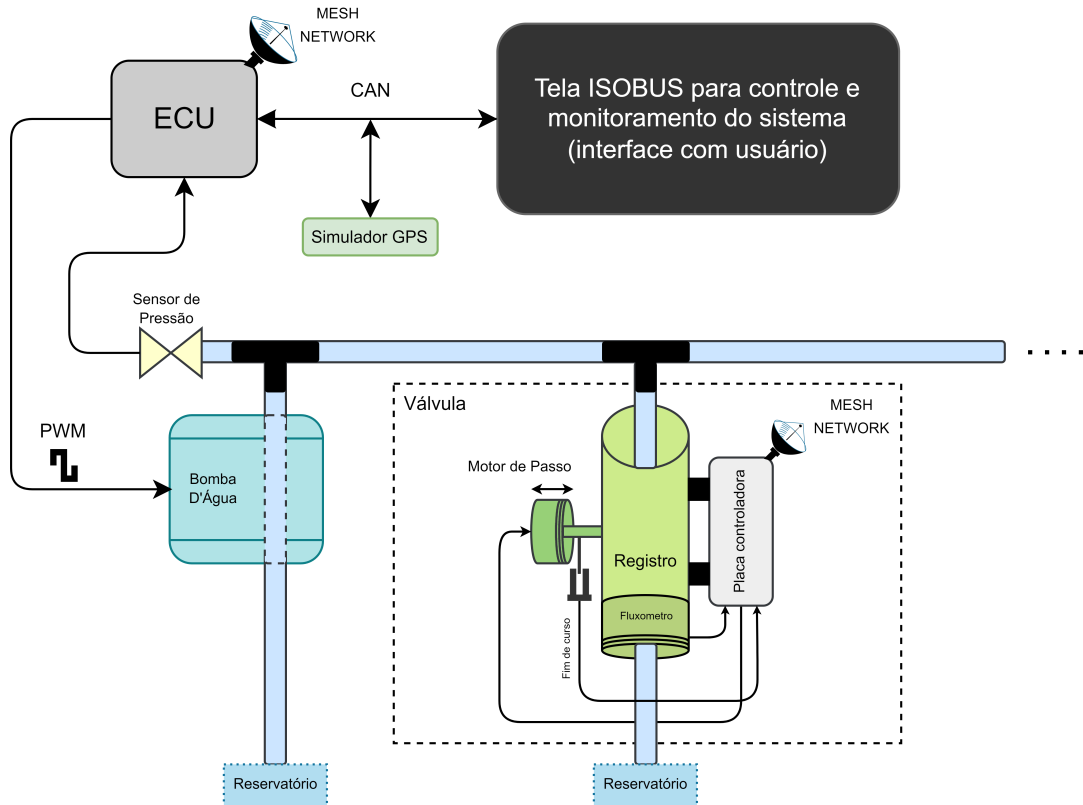 MESH
NETWORK
ECU
CAN
Tela ISOBUS para controle e
monitoramento do sistema
(interface com usuário)
Simulador GPS
Sensor de
Pressão
PWM
Bomba
D'Água
Válvula
MESH
NETWORK
Motor de Passo
Placa controladora
Registro
Fluxometro
Fim de curso
Reservatório
Reservatório